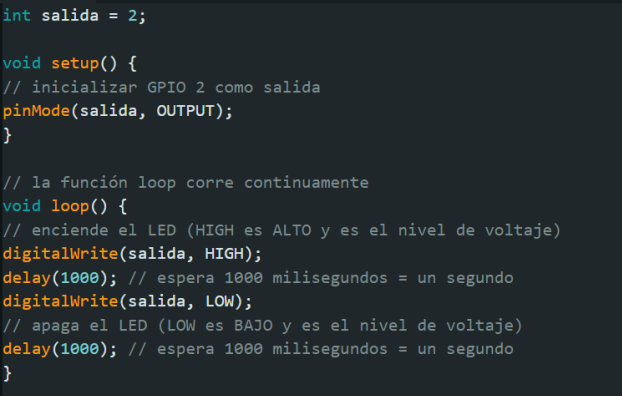 int salida = 2;
void setup() {
// inicializar GPIO 2 como salida
pinMode(salida, OUTPUT);
}
// la función loop corre continuamente
void loop() {
// enciende el LED (HIGH es ALTO y es el nivel de voltaje)
digitalWrite(salida, HIGH);
delay(1000); // espera 1000 milisegundos = un segundo
digitalWrite(salida, LOW);
// apaga el LED (LOW es BAJO y es el nivel de voltaje)
delay(1000); // espera 1000 milisegundos = un segundo
}